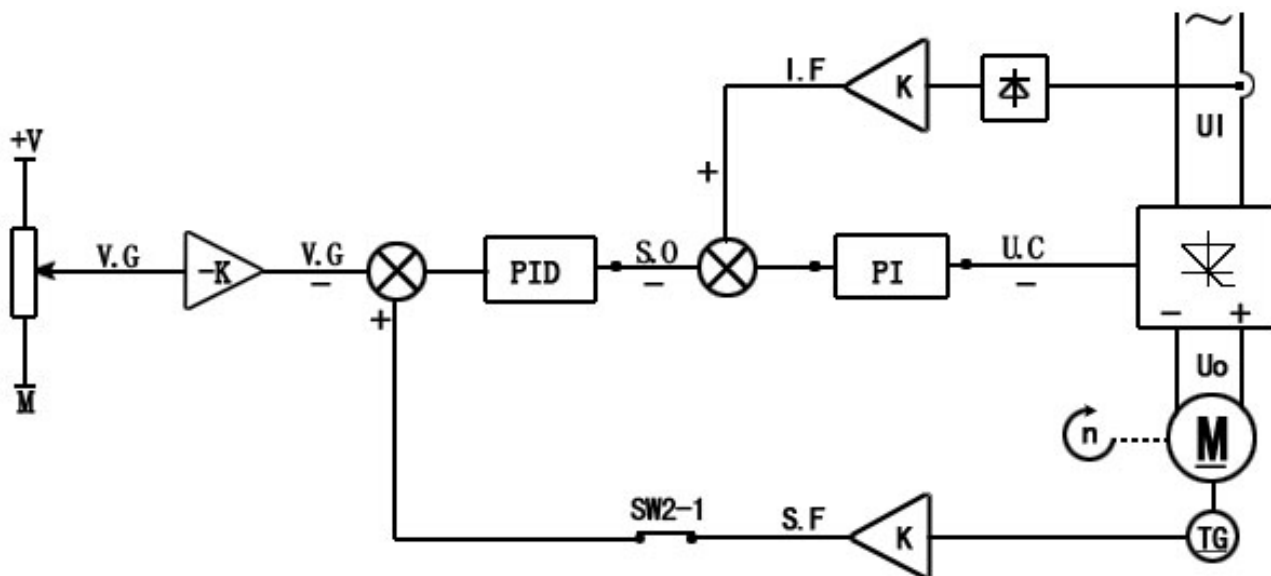 I.F
K
UI
+
+V
V.G
-K
V.G
-
+
PID
S.O
-
PI
U.C
-
- +
Uo
M
n
M
SW2-1
S.F
K
TG